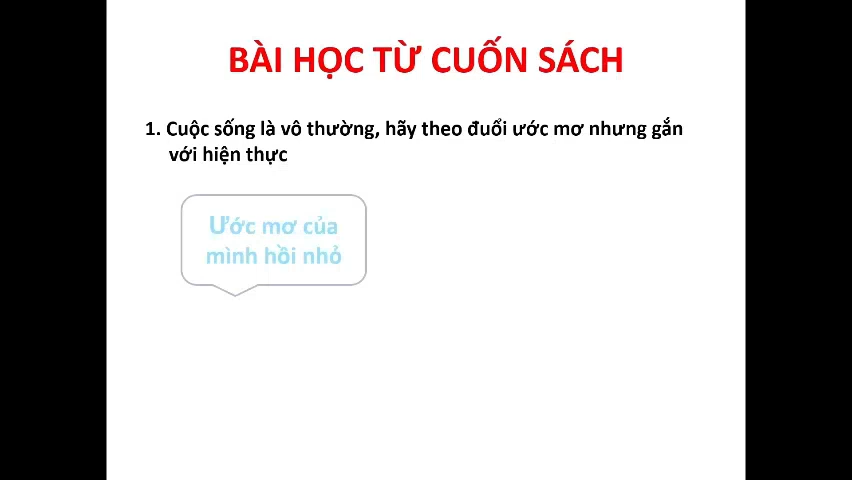 BÀI HỌC TỪ CUỐN SÁCH
1. Cuộc sống là vô thường, hãy theo đuổi ước mơ nhưng gắn
với hiện thực
Ước mơ của
mình hồi nhỏ